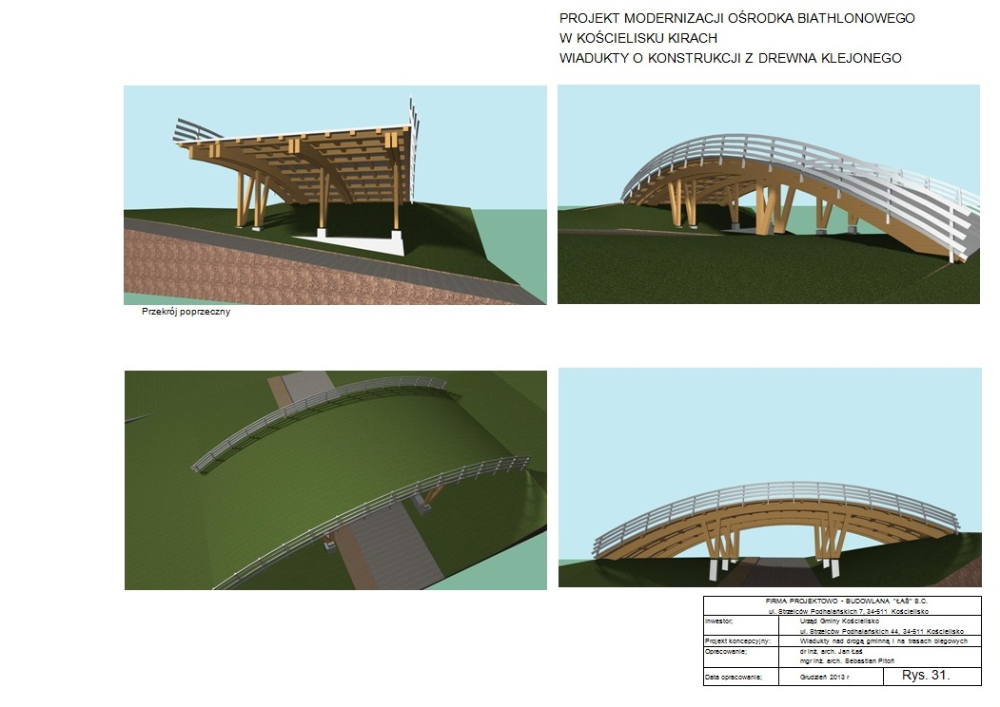 PROJEKT MODERNIZACJI OŚRODKA BIATHLONOWEGO
W KOŚCIELISKU KIRACH
WIADUKTY O KONSTRUKCJI Z DREWNA KLEJONEGO
Przekrój poprzeczny
FIRMA PROJEKTOWO - BUDOWLANA "ŁAŚ" S.C.
ul. Strzelców Podhalańskich 7, 34-511 Kościelisko
Inwestor; Urząd Gminy Kościelisko
ul. Strzelców Podhalańskich 44, 34-511 Kościelisko
Projekt koncepcyjny: Wiadukty nad drogą gminną i na trasach biegowych
Opracowanie; dr inż. arch. Jan Łaś
mgr inż. arch. Sebastian Pitoń
Data opracowania; Grudzień 2013 r Rys. 31.